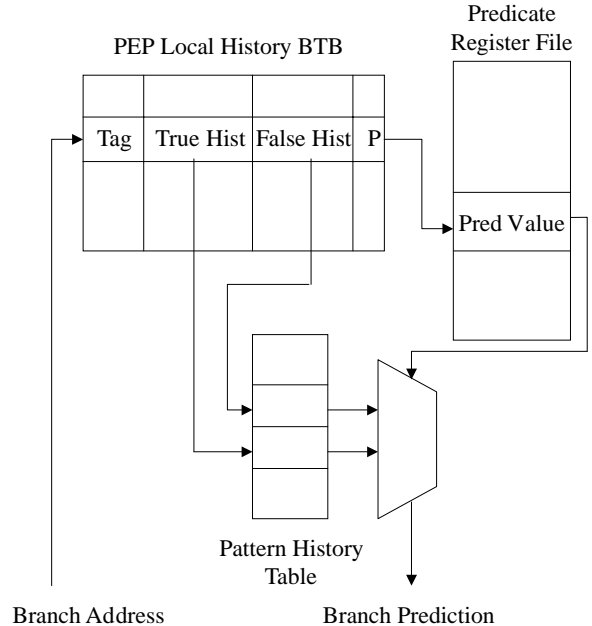 Predicate
Register File
PEP Local History BTB
Tag True Hist False Hist P
Pred Value
Pattern History
Table
Branch Address
Branch Prediction